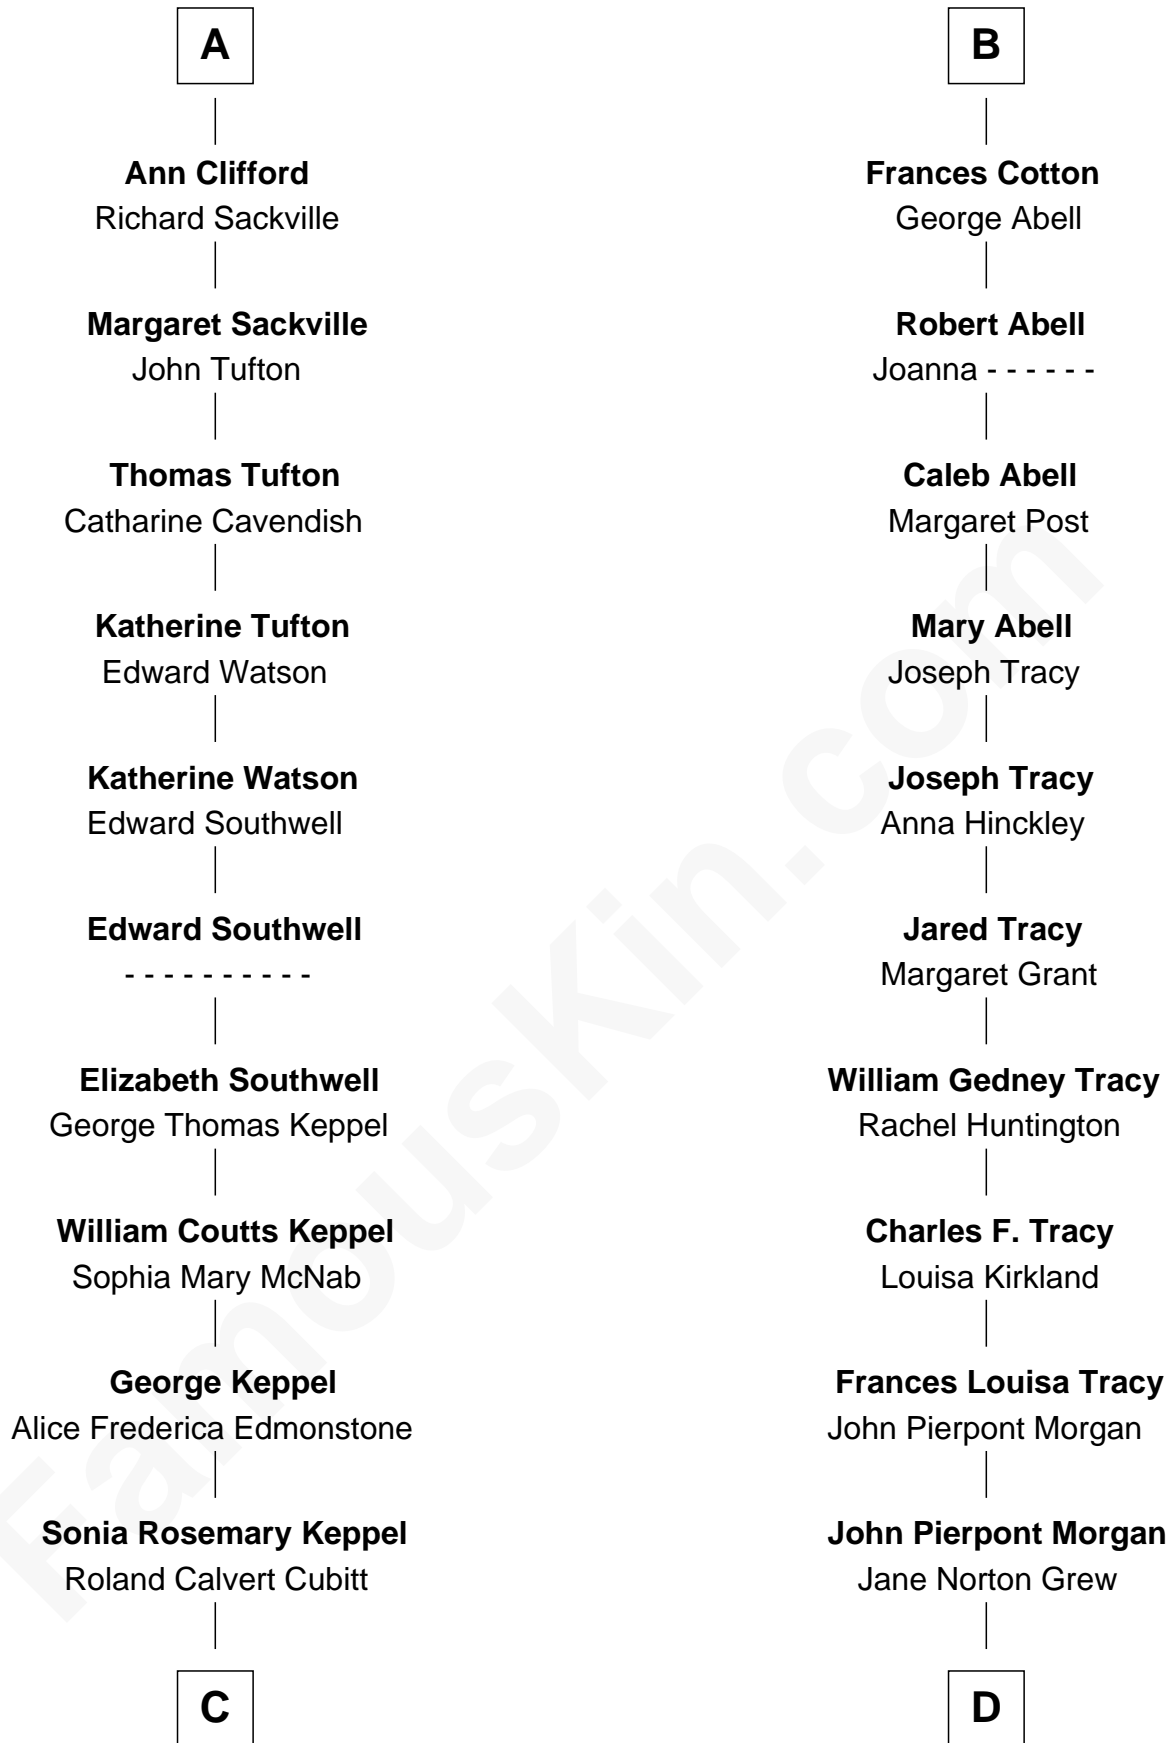 A
Ann Clifford
Richard Sackville
Margaret Sackville
John Tufton
Thomas Tufton
Catharine Cavendish
Katherine Tufton
Edward Watson
Katherine Watson
Edward Southwell
Edward Southwell
- - - - - - - - - -
Elizabeth Southwell
George Thomas Keppel
William Coutts Keppel
Sophia Mary McNab
George Keppel
Alice Frederica Edmonstone
Sonia Rosemary Keppel
Roland Calvert Cubitt
C
B
Frances Cotton
George Abell
Robert Abell
Joanna - - - - - -
Caleb Abell
Margaret Post
Mary Abell
Joseph Tracy
Joseph Tracy
Anna Hinckley
Jared Tracy
Margaret Grant
William Gedney Tracy
Rachel Huntington
Charles F. Tracy
Louisa Kirkland
Frances Louisa Tracy
John Pierpont Morgan
John Pierpont Morgan
Jane Norton Grew
D
FamousKin.com